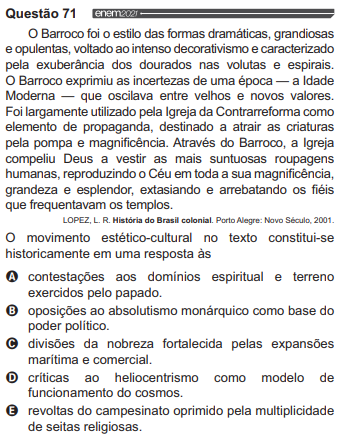 Questão 71 enem2021
O Barroco foi o estilo das formas dramáticas, grandiosas
e opulentas, voltado ao intenso decorativismo e caracterizado
pela exuberância dos dourados nas volutas e espirais.
O Barroco exprimiu as incertezas de uma época — a Idade
Moderna — que oscilava entre velhos e novos valores.
Foi largamente utilizado pela Igreja da Contrarreforma como
elemento de propaganda, destinado a atrair as criaturas
pela pompa e magnificência. Através do Barroco, a Igreja
compeliu Deus a vestir as mais suntuosas roupagens
humanas, reproduzindo o Céu em toda a sua magnificência,
grandeza e esplendor, extasiando e arrebatando os fiéis
que frequentavam os templos.
LOPEZ, L. R. História do Brasil colonial. Porto Alegre: Novo Século, 2001.
O movimento estético-cultural no texto constitui-se
historicamente em uma resposta às
A contestações aos domínios espiritual e terreno
exercidos pelo papado.
B oposições ao absolutismo monárquico como base do
poder político.
C divisões da nobreza fortalecida pelas expansões
marítima e comercial.
D críticas ao heliocentrismo como modelo de
funcionamento do cosmos.
E revoltas do campesinato oprimido pela multiplicidade
de seitas religiosas.